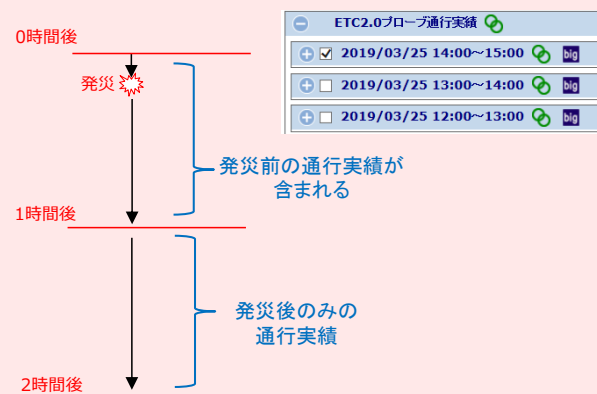 ETC2.0プローブ通行実績
2019/03/25 14:00～15:00 big
2019/03/25 13:00～14:00 big
2019/03/25 12:00～13:00 big
0時間後
発災
発災前の通行実績が
含まれる
1時間後
発災後のみの
通行実績
2時間後